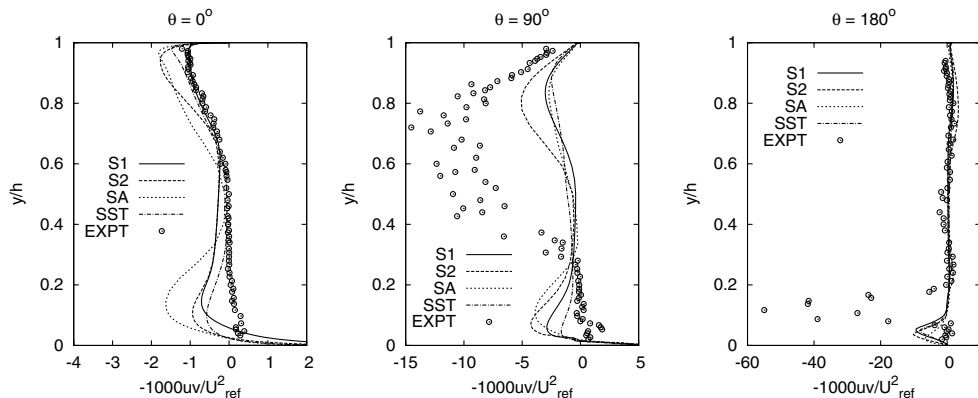 θ = 0°
1
0.8
0.6
0.4
0.2
0
y/h
S1
S2
SA
SST
EXPT
-4 -3 -2 -1 0 1 2
-1000uv/U²ref
θ = 90°
1
0.8
0.6
0.4
0.2
0
y/h
S1
S2
SA
SST
EXPT
-15 -10 -5 0 5
-1000uv/U²ref
θ = 180°
1
0.8
0.6
0.4
0.2
0
y/h
S1
S2
SA
SST
EXPT
-60 -40 -20 0 20
-1000uv/U²ref